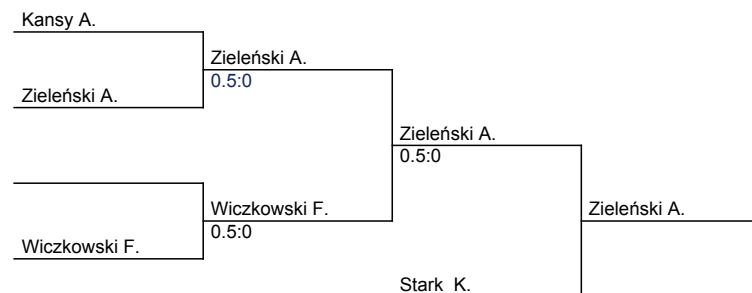 Kansy A.
Zieleński A.
0.5:0
Zieleński A.
Zieleński A.
0.5:0
Wiczkowski F.
0.5:0
Zieleński A.
Wiczkowski F.
Stark K.